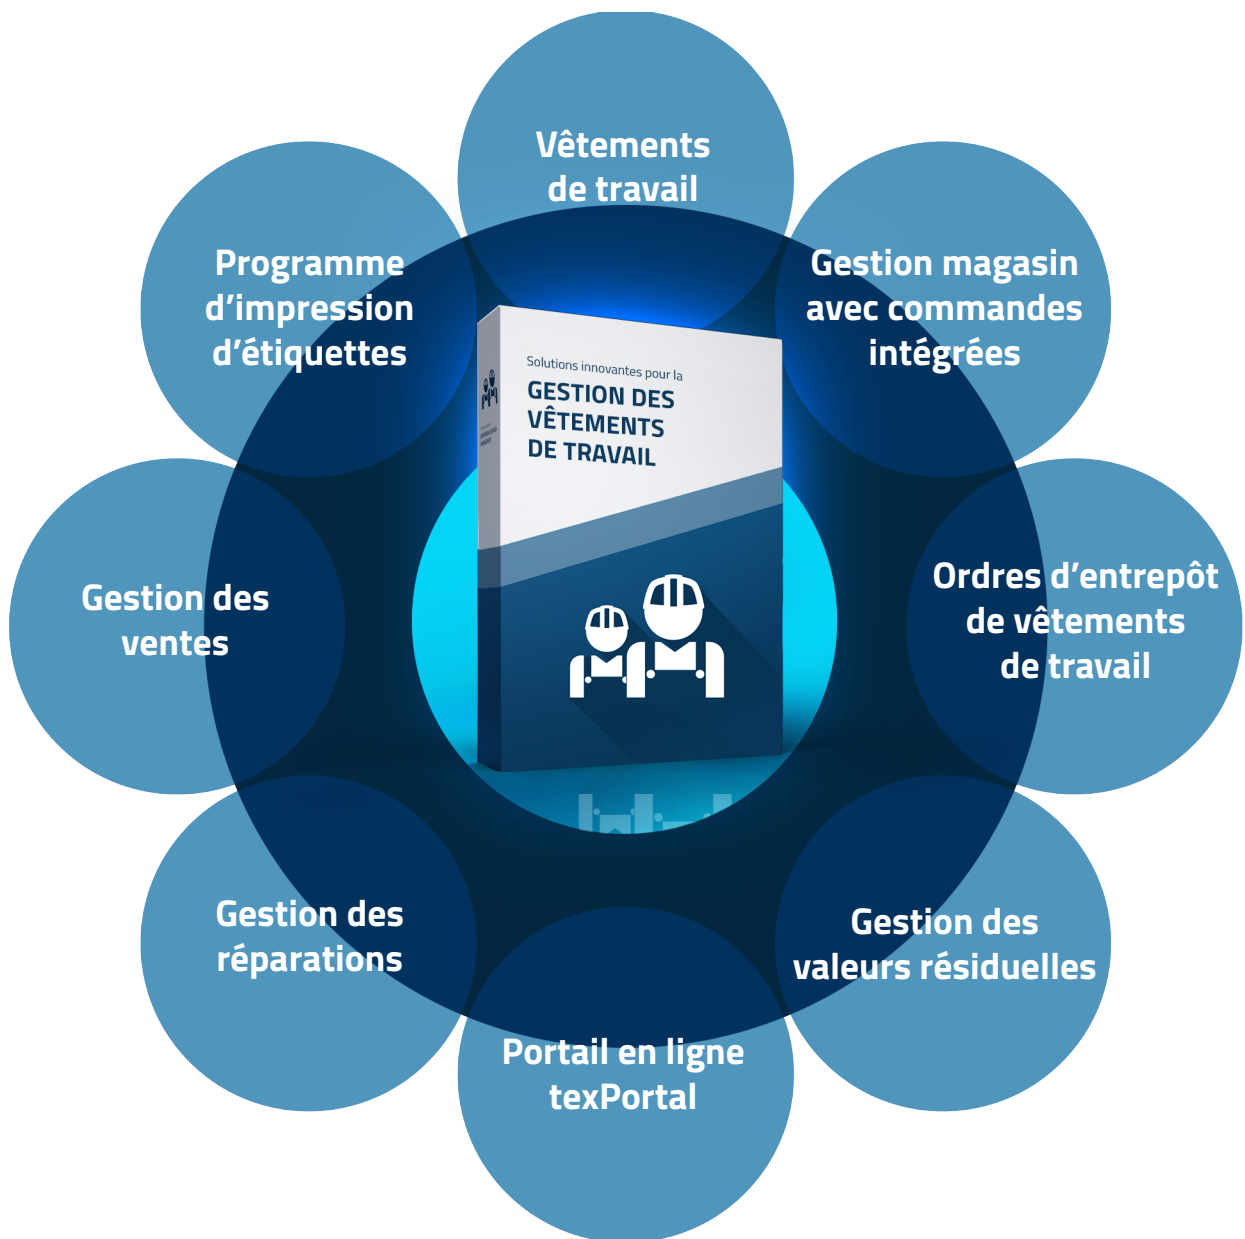 Vêtements
de travail
Gestion magasin
avec commandes
intégrées
Ordres d’entrepôt
de vêtements
de travail
Gestion des
valeurs résiduelles
Portail en ligne
texPortal
Gestion des
réparations
Gestion des
ventes
Programme
d’impression
d’étiquettes
Solutions innovantes pour la
GESTION DES
VÊTEMENTS
DE TRAVAIL